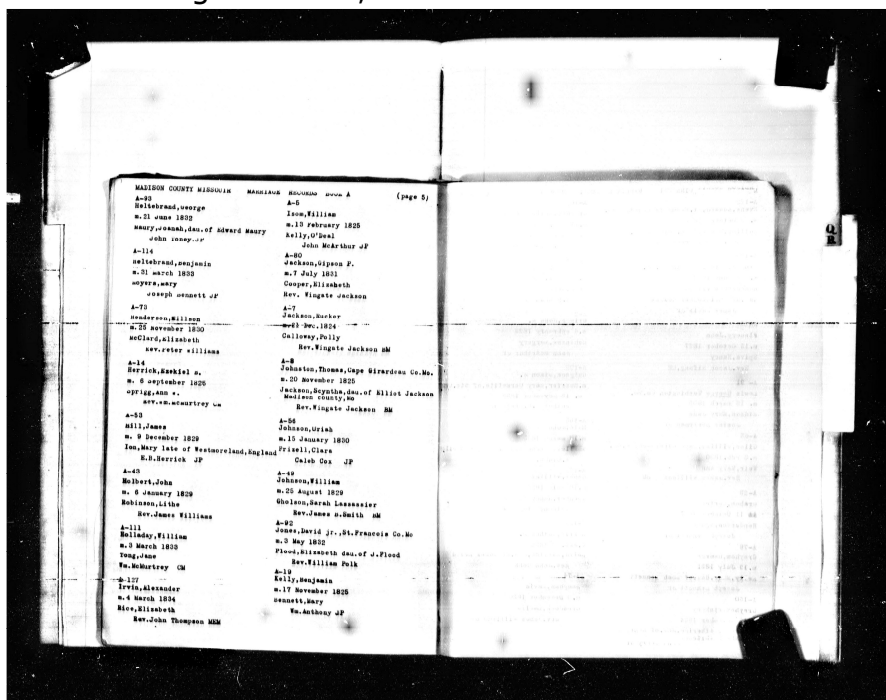 MADISON COUNTY MISSOURI MARRIAGE RECORDS BOOK A (page 5)
A-93
Heltebrand,George
m.21 June 1832
Maury,Joanah,dau.of Edward Maury
John Toney.JP
A-114
Heltebrand,Benjamin
m.31 March 1833
Moyers,Mary
Joseph Bennett JP
A-73
Henderson,Willson
m.25 November 1830
McClard,Elizabeth
Rev.Peter Williams
A-14
Herrick,Ezekiel B.
m. 6 September 1825
Sprigg,Ann
Rev.Wm.McMurtrey CM
A-53
Hill,James
m. 9 December 1829
Ion,Mary late of Westmoreland,England
E.B.Herrick JP
A-43
Holbert,John
m. 6 January 1829
Robinson,Lithe
Rev.James Williams
A-111
Holladay,William
m.3 March 1833
Yong,Jane
Wm.McMurtrey CM
A-127
Irvin,Alexander
m.4 March 1834
Rice,Elizabeth
Rev.John Thompson MEM
A-5
Isom,William
m.13 February 1825
Kelly,O'Deal
John McArthur JP
A-80
Jackson,Gipson P.
m.7 July 1831
Cooper,Elizabeth
Rev. Wingate Jackson
A-7
Jackson,Rucker
m.23 Dec.1824
Calloway,Polly
Rev.Wingate Jackson BM
A-8
Johnston,Thomas,Cape Girardeau Co.Mo.
m.20 November 1825
Jackson,Scyntha,dau.of Elliot Jackson
Madison county,Mo
Rev.Wingate Jackson BM
A-56
Johnson,Uriah
m.15 January 1830
Frizell,Clara
Caleb Cox JP
A-49
Johnson,William
m.25 August 1829
Gholson,Sarah Lassassier
Rev.James B.Smith BM
A-92
Jones,David jr.,St.Francois Co.Mo
m.3 May 1832
Flood,Elizabeth dau.of J.Flood
Rev.William Polk
A-19
Kelly,Benjamin
m.17 November 1825
Bennett,Mary
Wm.Anthony JP